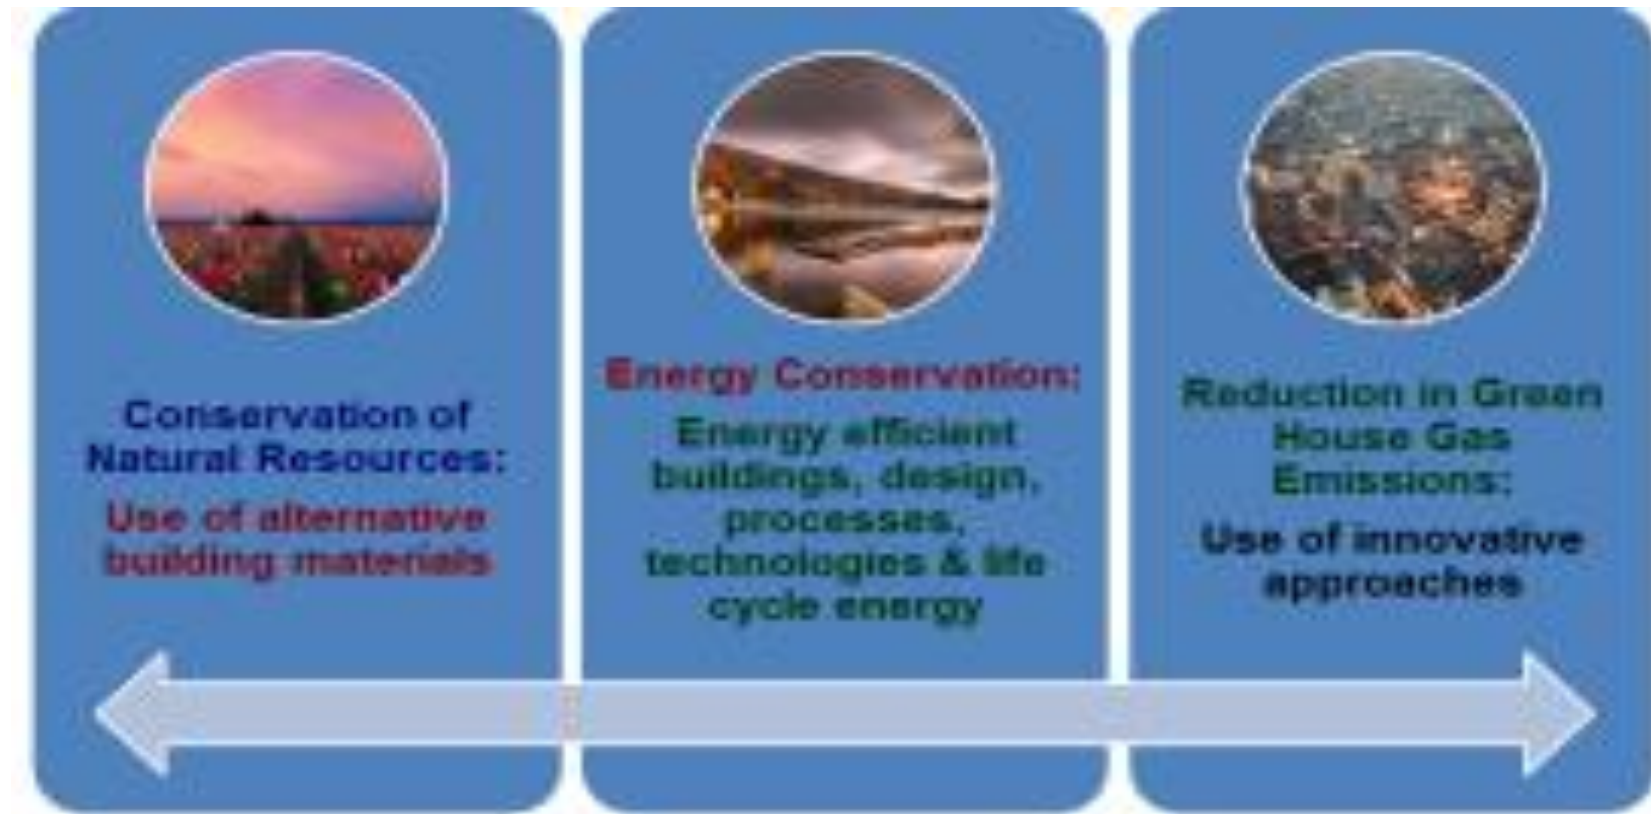 Conservation of
Natural Resources:
Use of alternative
building materials
Energy Conservation:
Energy efficient
buildings, design,
processes,
technologies & life
cycle energy
Reduction in Green
House Gas
Emissions:
Use of innovative
approaches